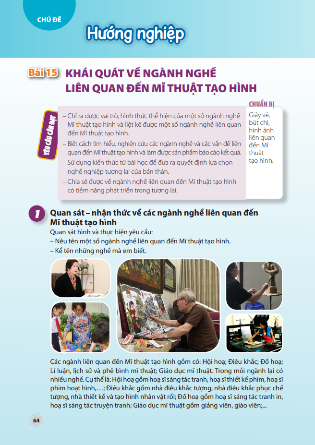 CHỦ ĐỀ
Hướng nghiệp
Bài 15
KHÁI QUÁT VỀ NGÀNH NGHỀ
LIÊN QUAN ĐẾN MĨ THUẬT TẠO HÌNH
YÊU CẦU CẦN ĐẠT
– Chỉ ra được vai trò, hình thức thể hiện của một số ngành nghề
Mĩ thuật tạo hình và liệt kê được một số ngành nghề liên quan
đến Mĩ thuật tạo hình.
– Biết cách tìm hiểu, nghiên cứu các ngành nghề và các vấn đề liên
quan đến Mĩ thuật tạo hình và làm được sản phẩm báo cáo kết quả.
Sử dụng kiến thức từ bài học để đưa ra quyết định lựa chọn
nghề nghiệp tương lai của bản thân.
– Chia sẻ được về ngành nghề liên quan đến Mĩ thuật tạo hình
có tiềm năng phát triển trong tương lai.
CHUẨN BỊ
Giấy vẽ,
bút chì,
hình ảnh
liên quan
đến Mĩ
thuật
tạo hình.
1
Quan sát – nhận thức về các ngành nghề liên quan đến
Mĩ thuật tạo hình
Quan sát hình và thực hiện yêu cầu:
– Nêu tên một số ngành nghề liên quan đến Mĩ thuật tạo hình.
– Kể tên những nghề mà em biết.
Các ngành liên quan đến Mĩ thuật tạo hình gồm có: Hội hoạ; Điêu khắc; Đồ hoạ;
Lí luận, lịch sử và phê bình mĩ thuật; Giáo dục mĩ thuật. Trong mỗi ngành lại có
nhiều nghề. Cụ thể là: Hội hoạ gồm hoạ sĩ sáng tác tranh, hoạ sĩ thiết kế phim, hoạ sĩ
phim hoạt hình,…; Điêu khắc gồm nhà điêu khắc tượng, nhà điêu khắc phục chế
tượng, nhà thiết kế và tạo hình nhân vật rối; Đồ hoạ gồm hoạ sĩ sáng tác tranh in,
hoạ sĩ sáng tác truyện tranh; Giáo dục mĩ thuật gồm giảng viên, giáo viên;...
64